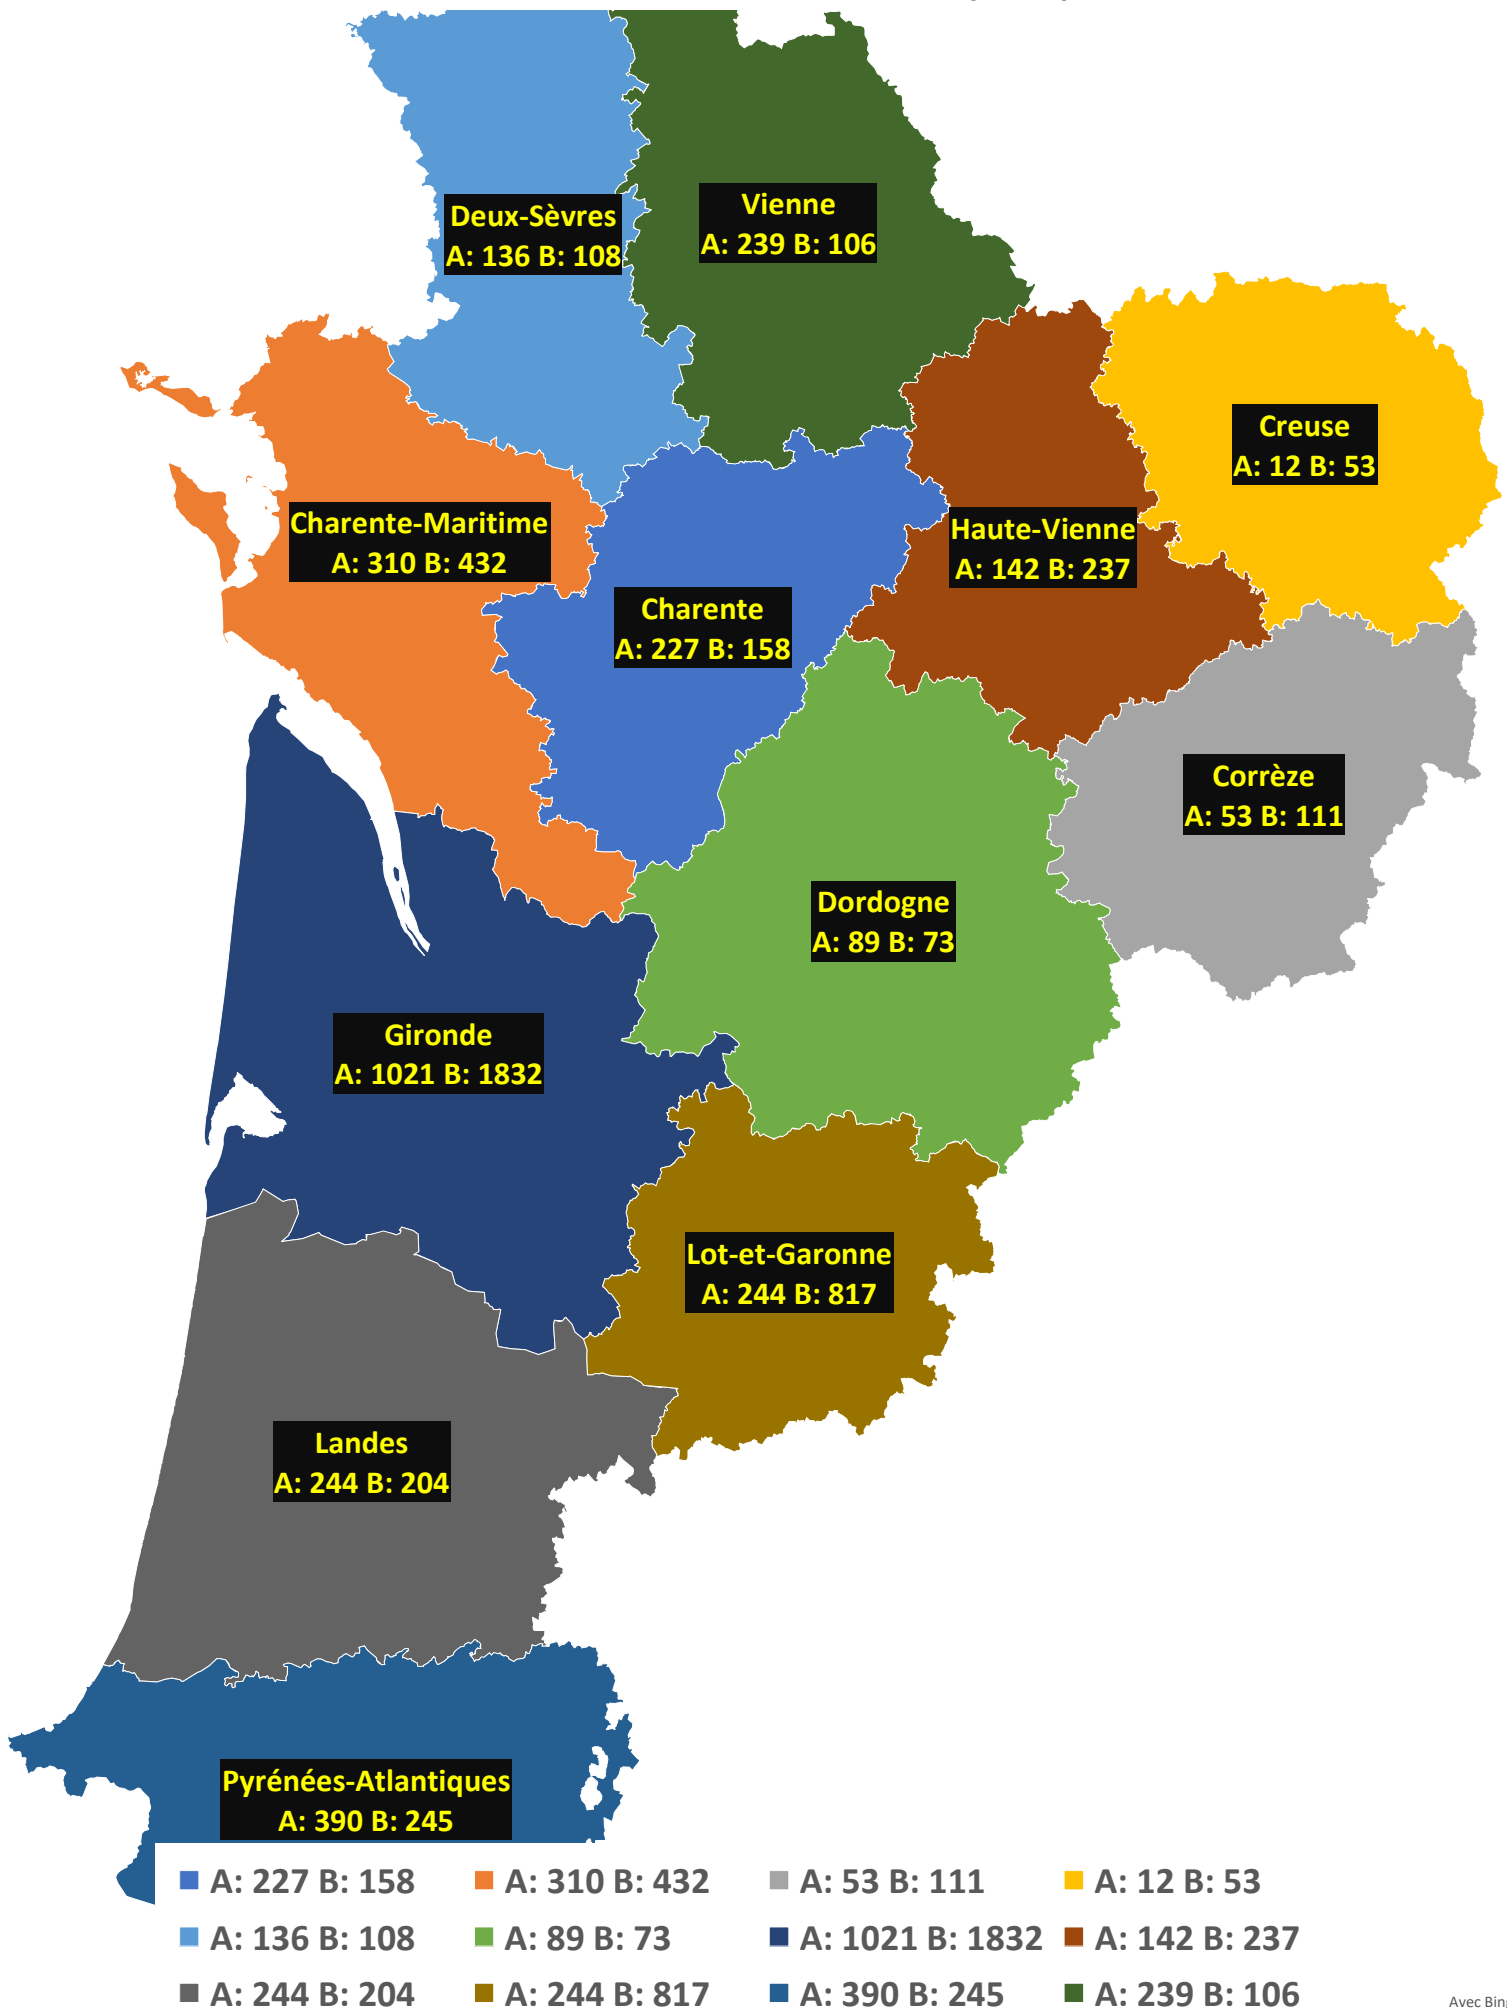 Deux-Sèvres
A: 136 B: 108
Vienne
A: 239 B: 106
Creuse
A: 12 B: 53
Charente-Maritime
A: 310 B: 432
Haute-Vienne
A: 142 B: 237
Charente
A: 227 B: 158
Corrèze
A: 53 B: 111
Dordogne
A: 89 B: 73
Gironde
A: 1021 B: 1832
Lot-et-Garonne
A: 244 B: 817
Landes
A: 244 B: 204
Pyrénées-Atlantiques
A: 390 B: 245
A: 227 B: 158
A: 310 B: 432
A: 53 B: 111
A: 12 B: 53
A: 136 B: 108
A: 89 B: 73
A: 1021 B: 1832
A: 142 B: 237
A: 244 B: 204
A: 244 B: 817
A: 390 B: 245
A: 239 B: 106
Avec Bin